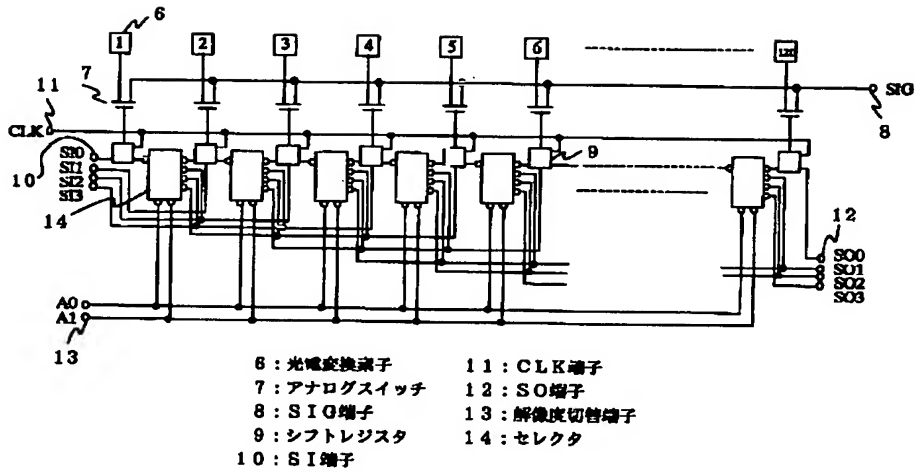 6
1 2 3 4 5 6 120
7
11
SIG
CLK
8
SI0
9
SI1
10
SI2
SI3
14
12
SO0
SO1
SO2
SO3
A0
A1
13
6:光電変換素子 11:CLK端子
7:アナログスイッチ 12:SO端子
8:SIG端子 13:解像度切替端子
9:シフトレジスタ 14:セレクタ
10:SI端子